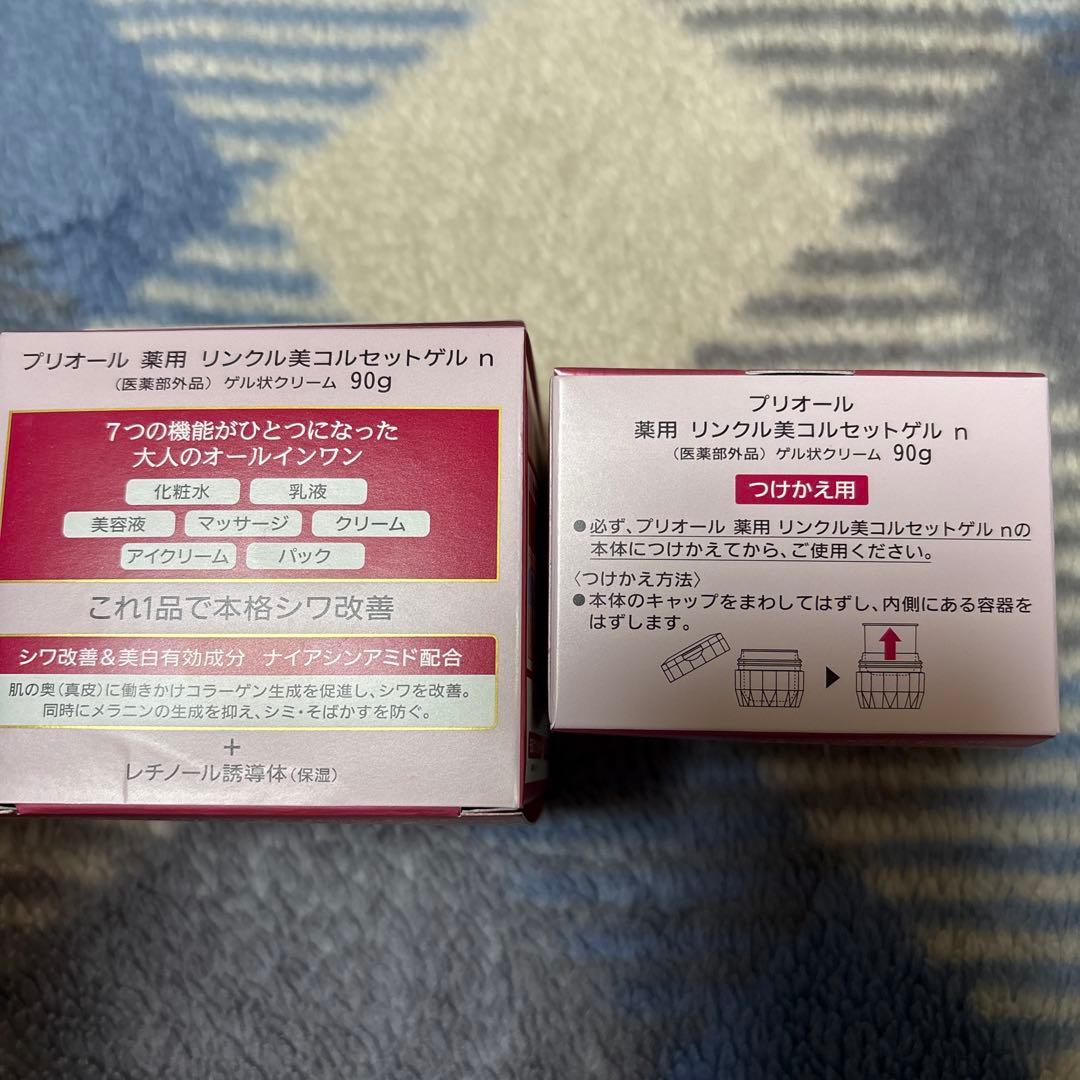 プリオール 薬用 リンクル美コルセットゲル n
（医薬部外品）ゲル状クリーム 90g
7つの機能がひとつになった
大人のオールインワン
化粧水 乳液
美容液 マッサージ クリーム
アイクリーム パック
これ1品で本格シワ改善
シワ改善&美白有効成分 ナイアシンアミド配合
肌の奥(真皮)に働きかけコラーゲン生成を促進し、シワを改善。
同時にメラニンの生成を抑え、シミ・そばかすを防ぐ。
+
レチノール誘導体(保湿)
プリオール
薬用 リンクル美コルセットゲル n
（医薬部外品）ゲル状クリーム 90g
つけかえ用
●必ず、プリオール 薬用 リンクル美コルセットゲル nの
本体につけかえてから、ご使用ください。
〈つけかえ方法〉
●本体のキャップをまわしてはずし、内側にある容器を
はずします。